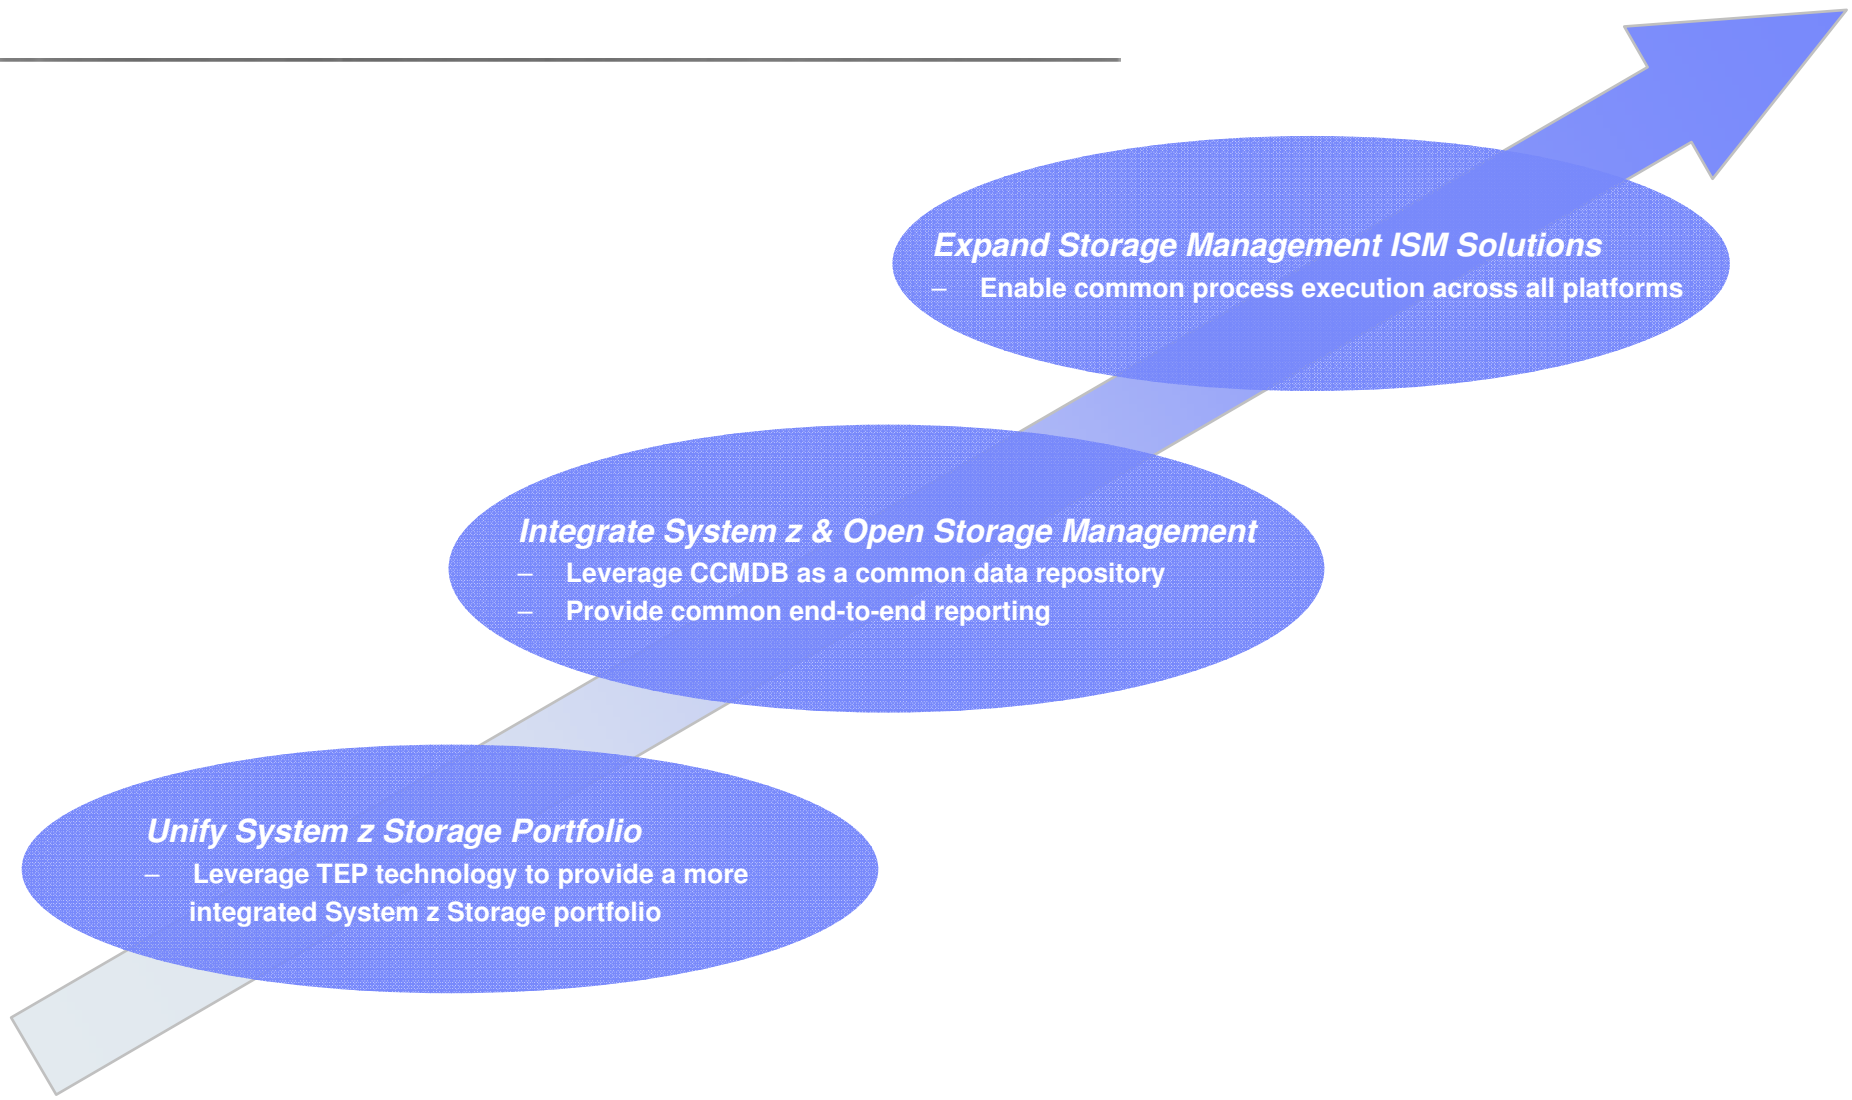 Expand Storage Management ISM Solutions
– Enable common process execution across all platforms
Integrate System z & Open Storage Management
– Leverage CCMDB as a common data repository
– Provide common end-to-end reporting
Unify System z Storage Portfolio
– Leverage TEP technology to provide a more
integrated System z Storage portfolio